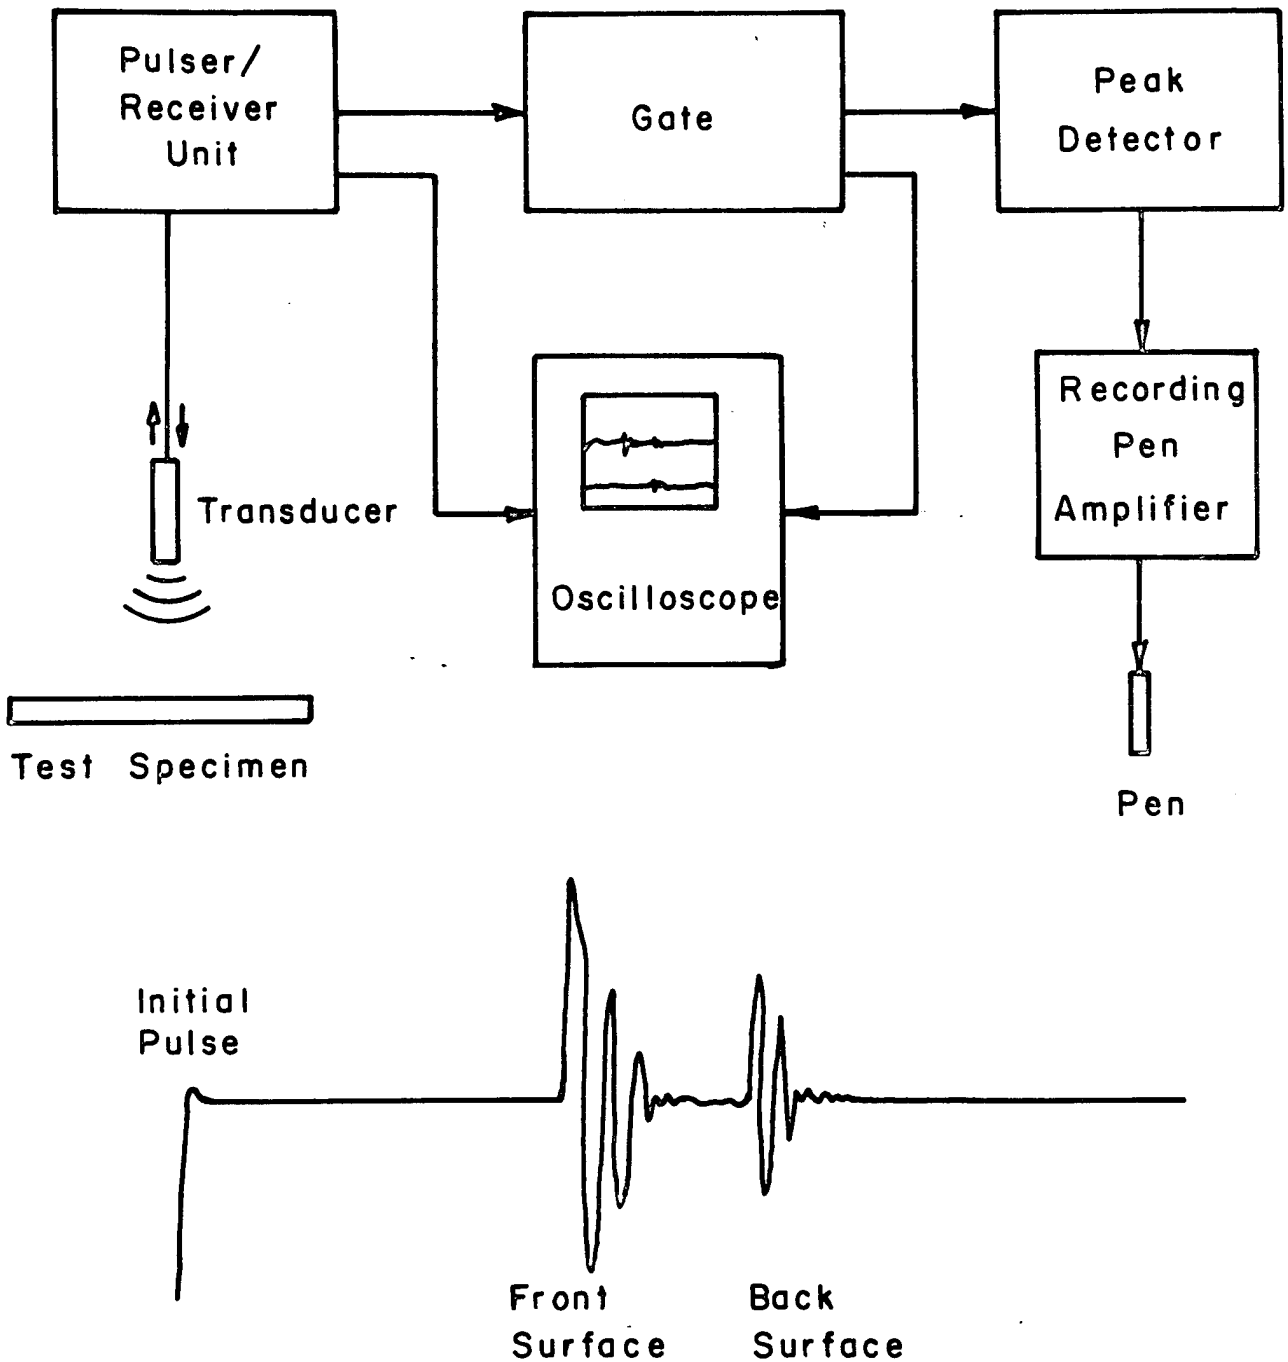 Pulser/
Receiver
Unit
Gate
Peak
Detector
Transducer
Oscilloscope
Recording
Pen
Amplifier
Test Specimen
Pen
Initial
Pulse
Front
Surface
Back
Surface